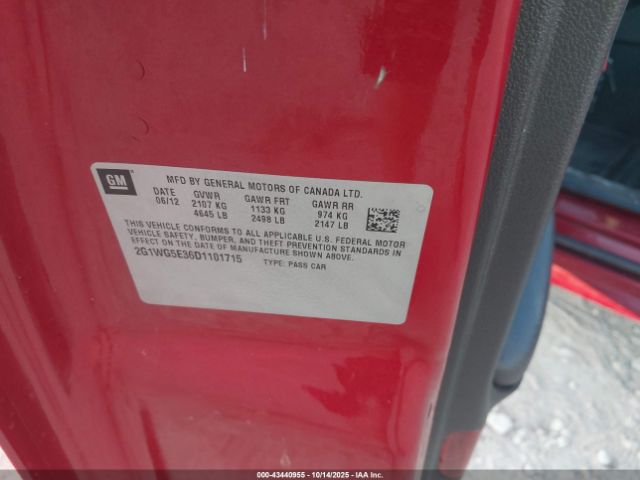 GM
MFD BY GENERAL MOTORS OF CANADA LTD.
DATE GVWR GAWR FRT GAWR RR
06/12 2107 KG 1133 KG 974 KG
4645 LB 2498 LB 2147 LB
THIS VEHICLE CONFORMS TO ALL APPLICABLE U.S. FEDERAL MOTOR
VEHICLE SAFETY, BUMPER, AND THEFT PREVENTION STANDARDS IN
EFFECT ON THE DATE OF MANUFACTURE SHOWN ABOVE.
2G1WG5E36D1101715 TYPE: PASS CAR
© 43440955 - 10/14/2025 - IAA Inc.